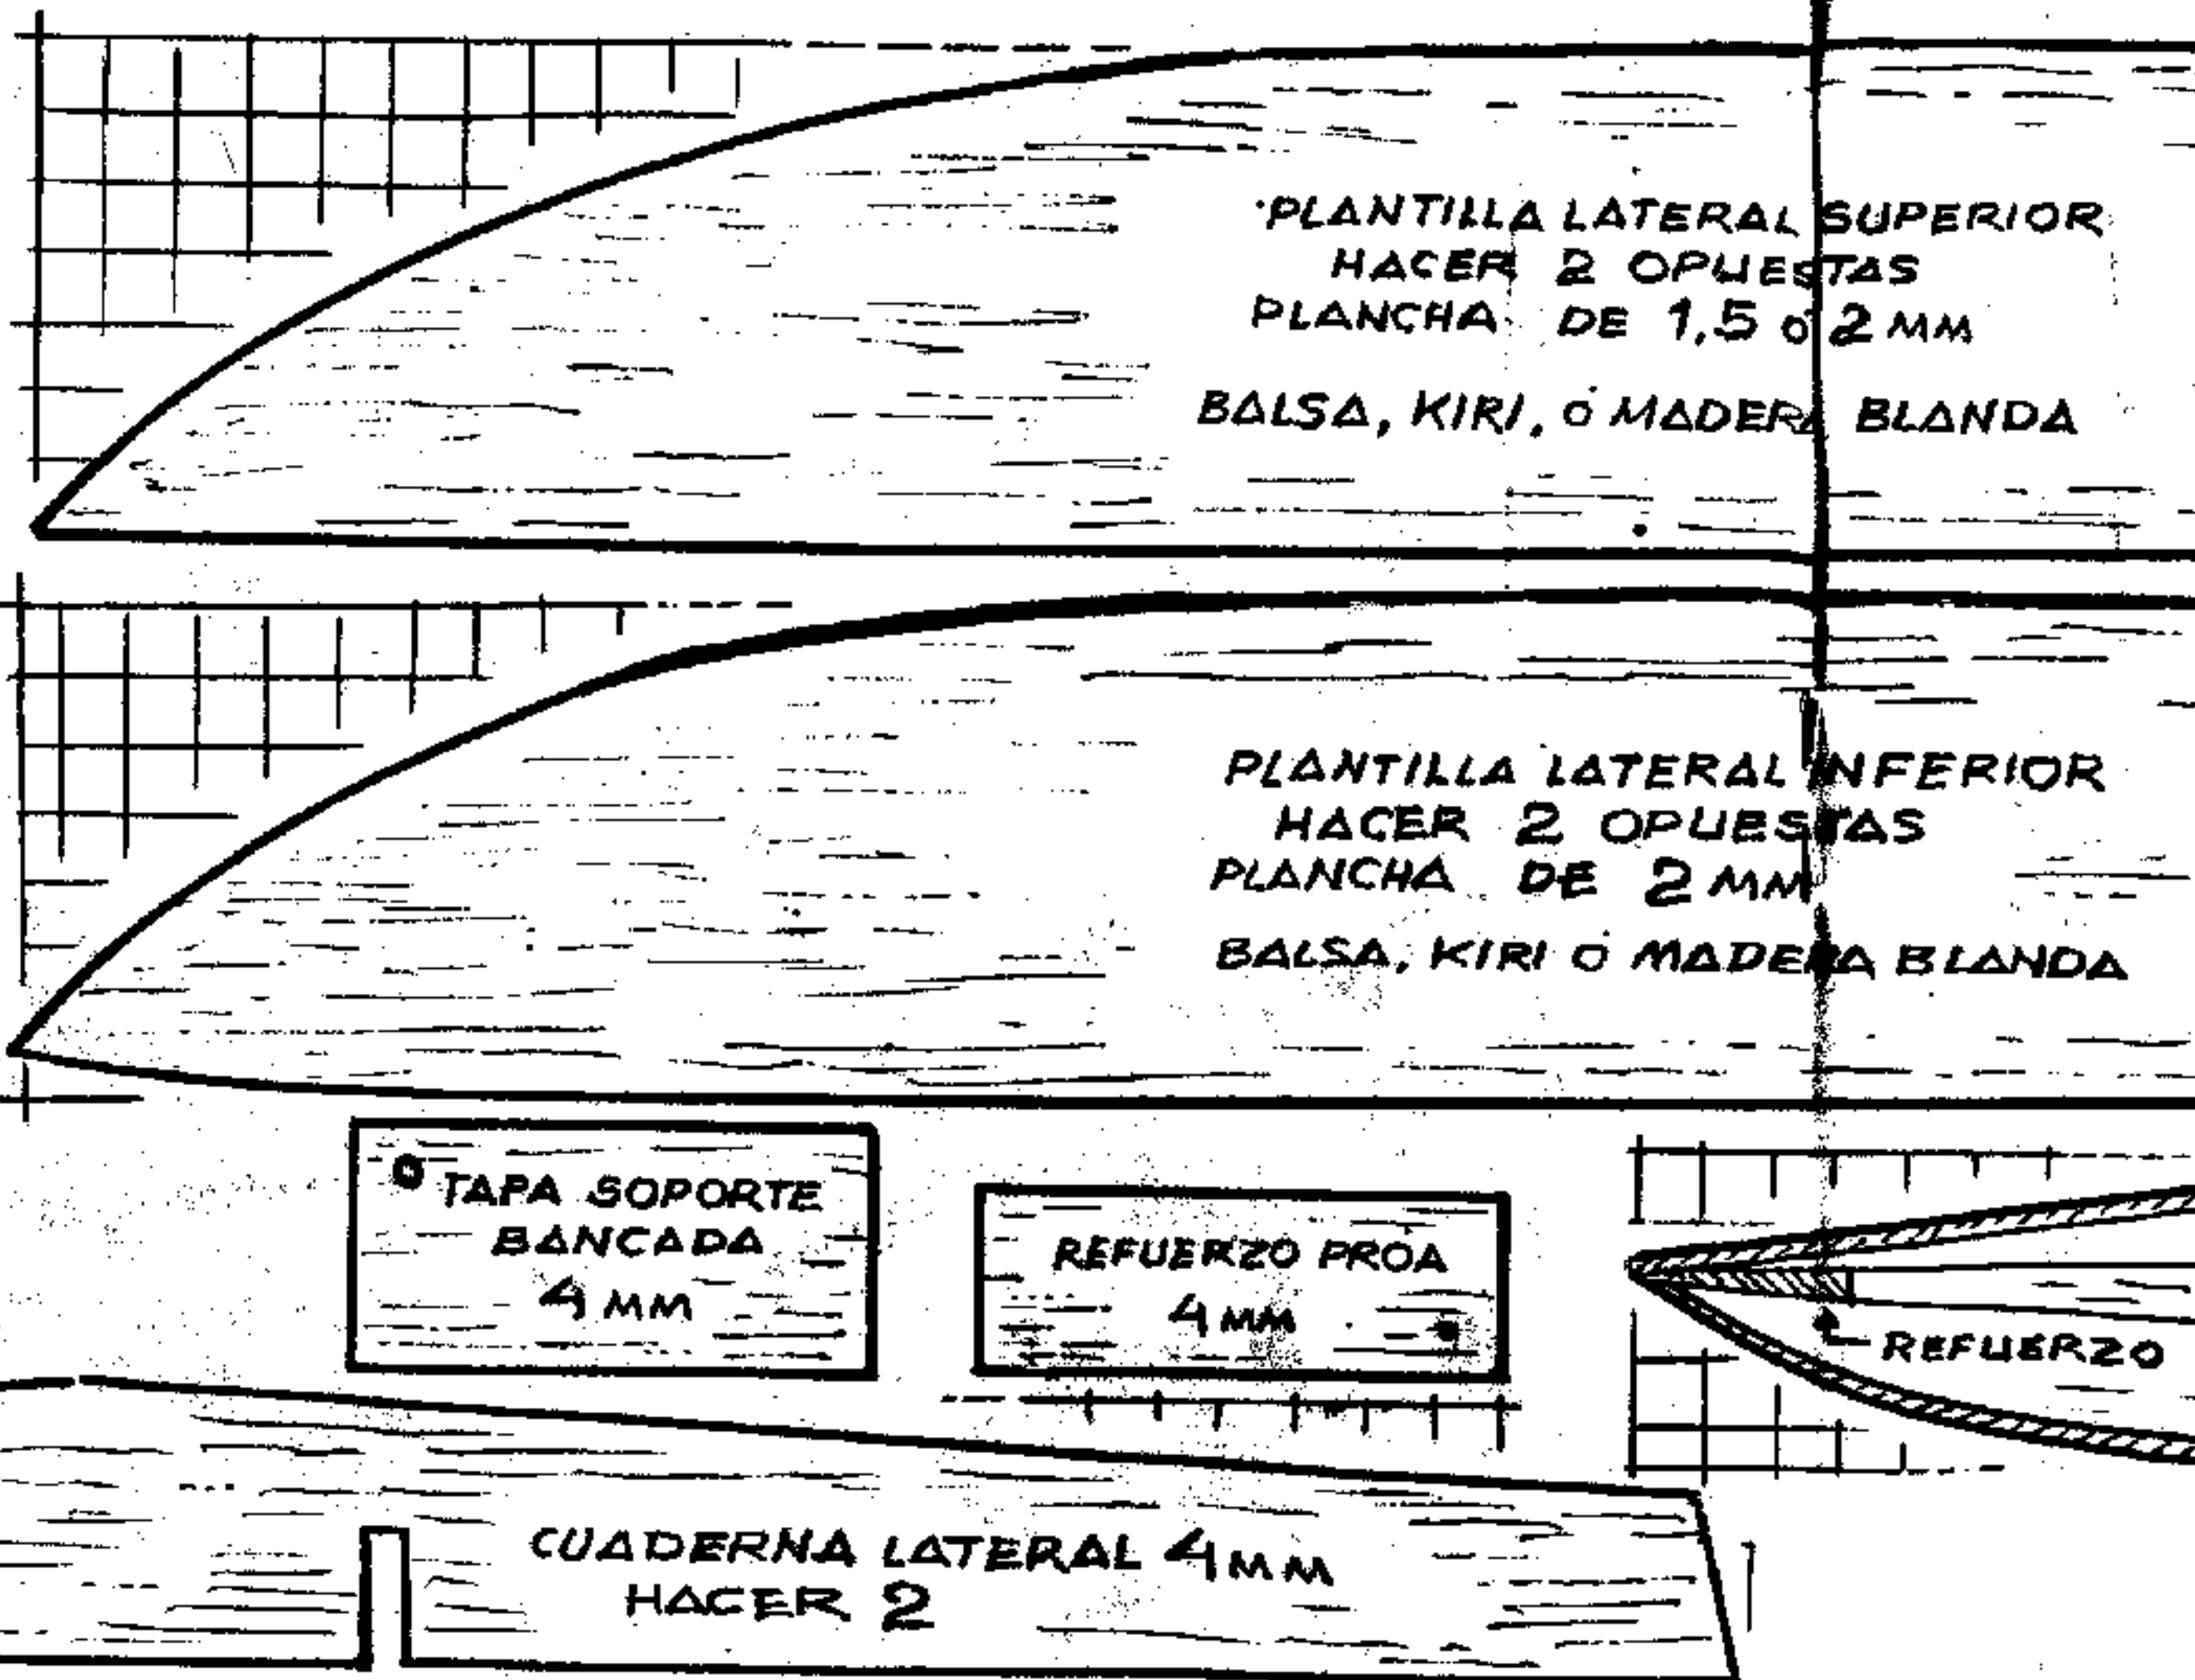 PLANTILLA LATERAL SUPERIOR
HACER 2 OPUESTAS
PLANCHA DE 1,5 ó 2 MM
BALSA, KIRI, ó MADERA BLANDA
PLANTILLA LATERAL INFERIOR
HACER 2 OPUESTAS
PLANCHA DE 2 MM
BALSA, KIRI ó MADERA BLANDA
TAPA SOPORTE
BANCADA
4 MM
REFUERZO PROA
4 MM
REFUERZO
CUADERNA LATERAL 4 MM
HACER 2